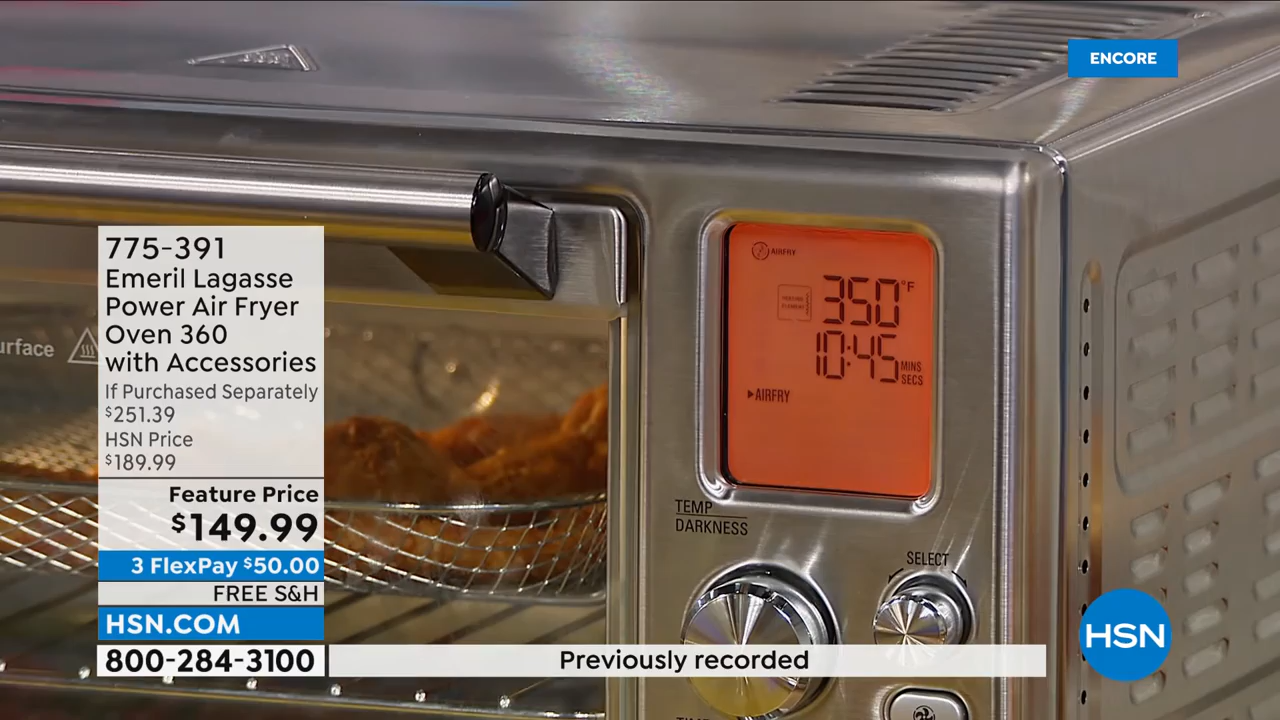 ENCORE
775-391
Emeril Lagasse
Power Air Fryer
Oven 360
with Accessories
If Purchased Separately
$251.39
HSN Price
$189.99
Feature Price
$149.99
3 FlexPay $50.00
FREE S&H
HSN.COM
800-284-3100
Previously recorded
HSN
urface
AIRFRY
350°F
10:45 MINS
SECS
▶AIRFRY
TEMP
DARKNESS
SELECT